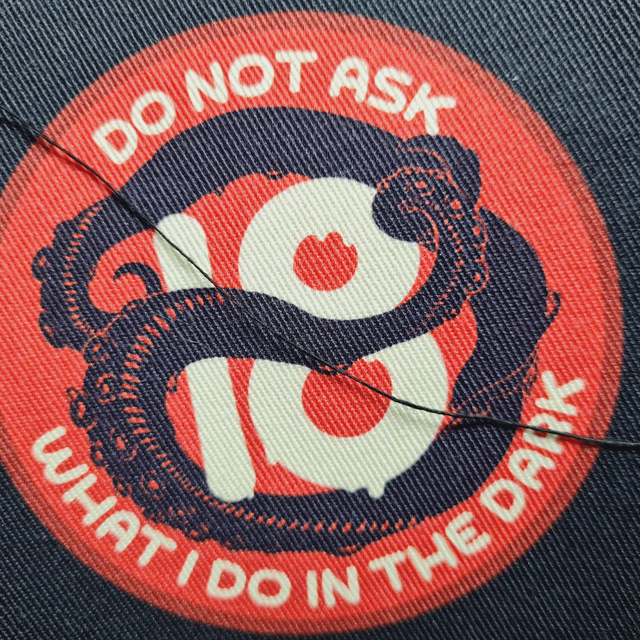 DO NOT ASK
18
WHAT I DO IN THE DARK